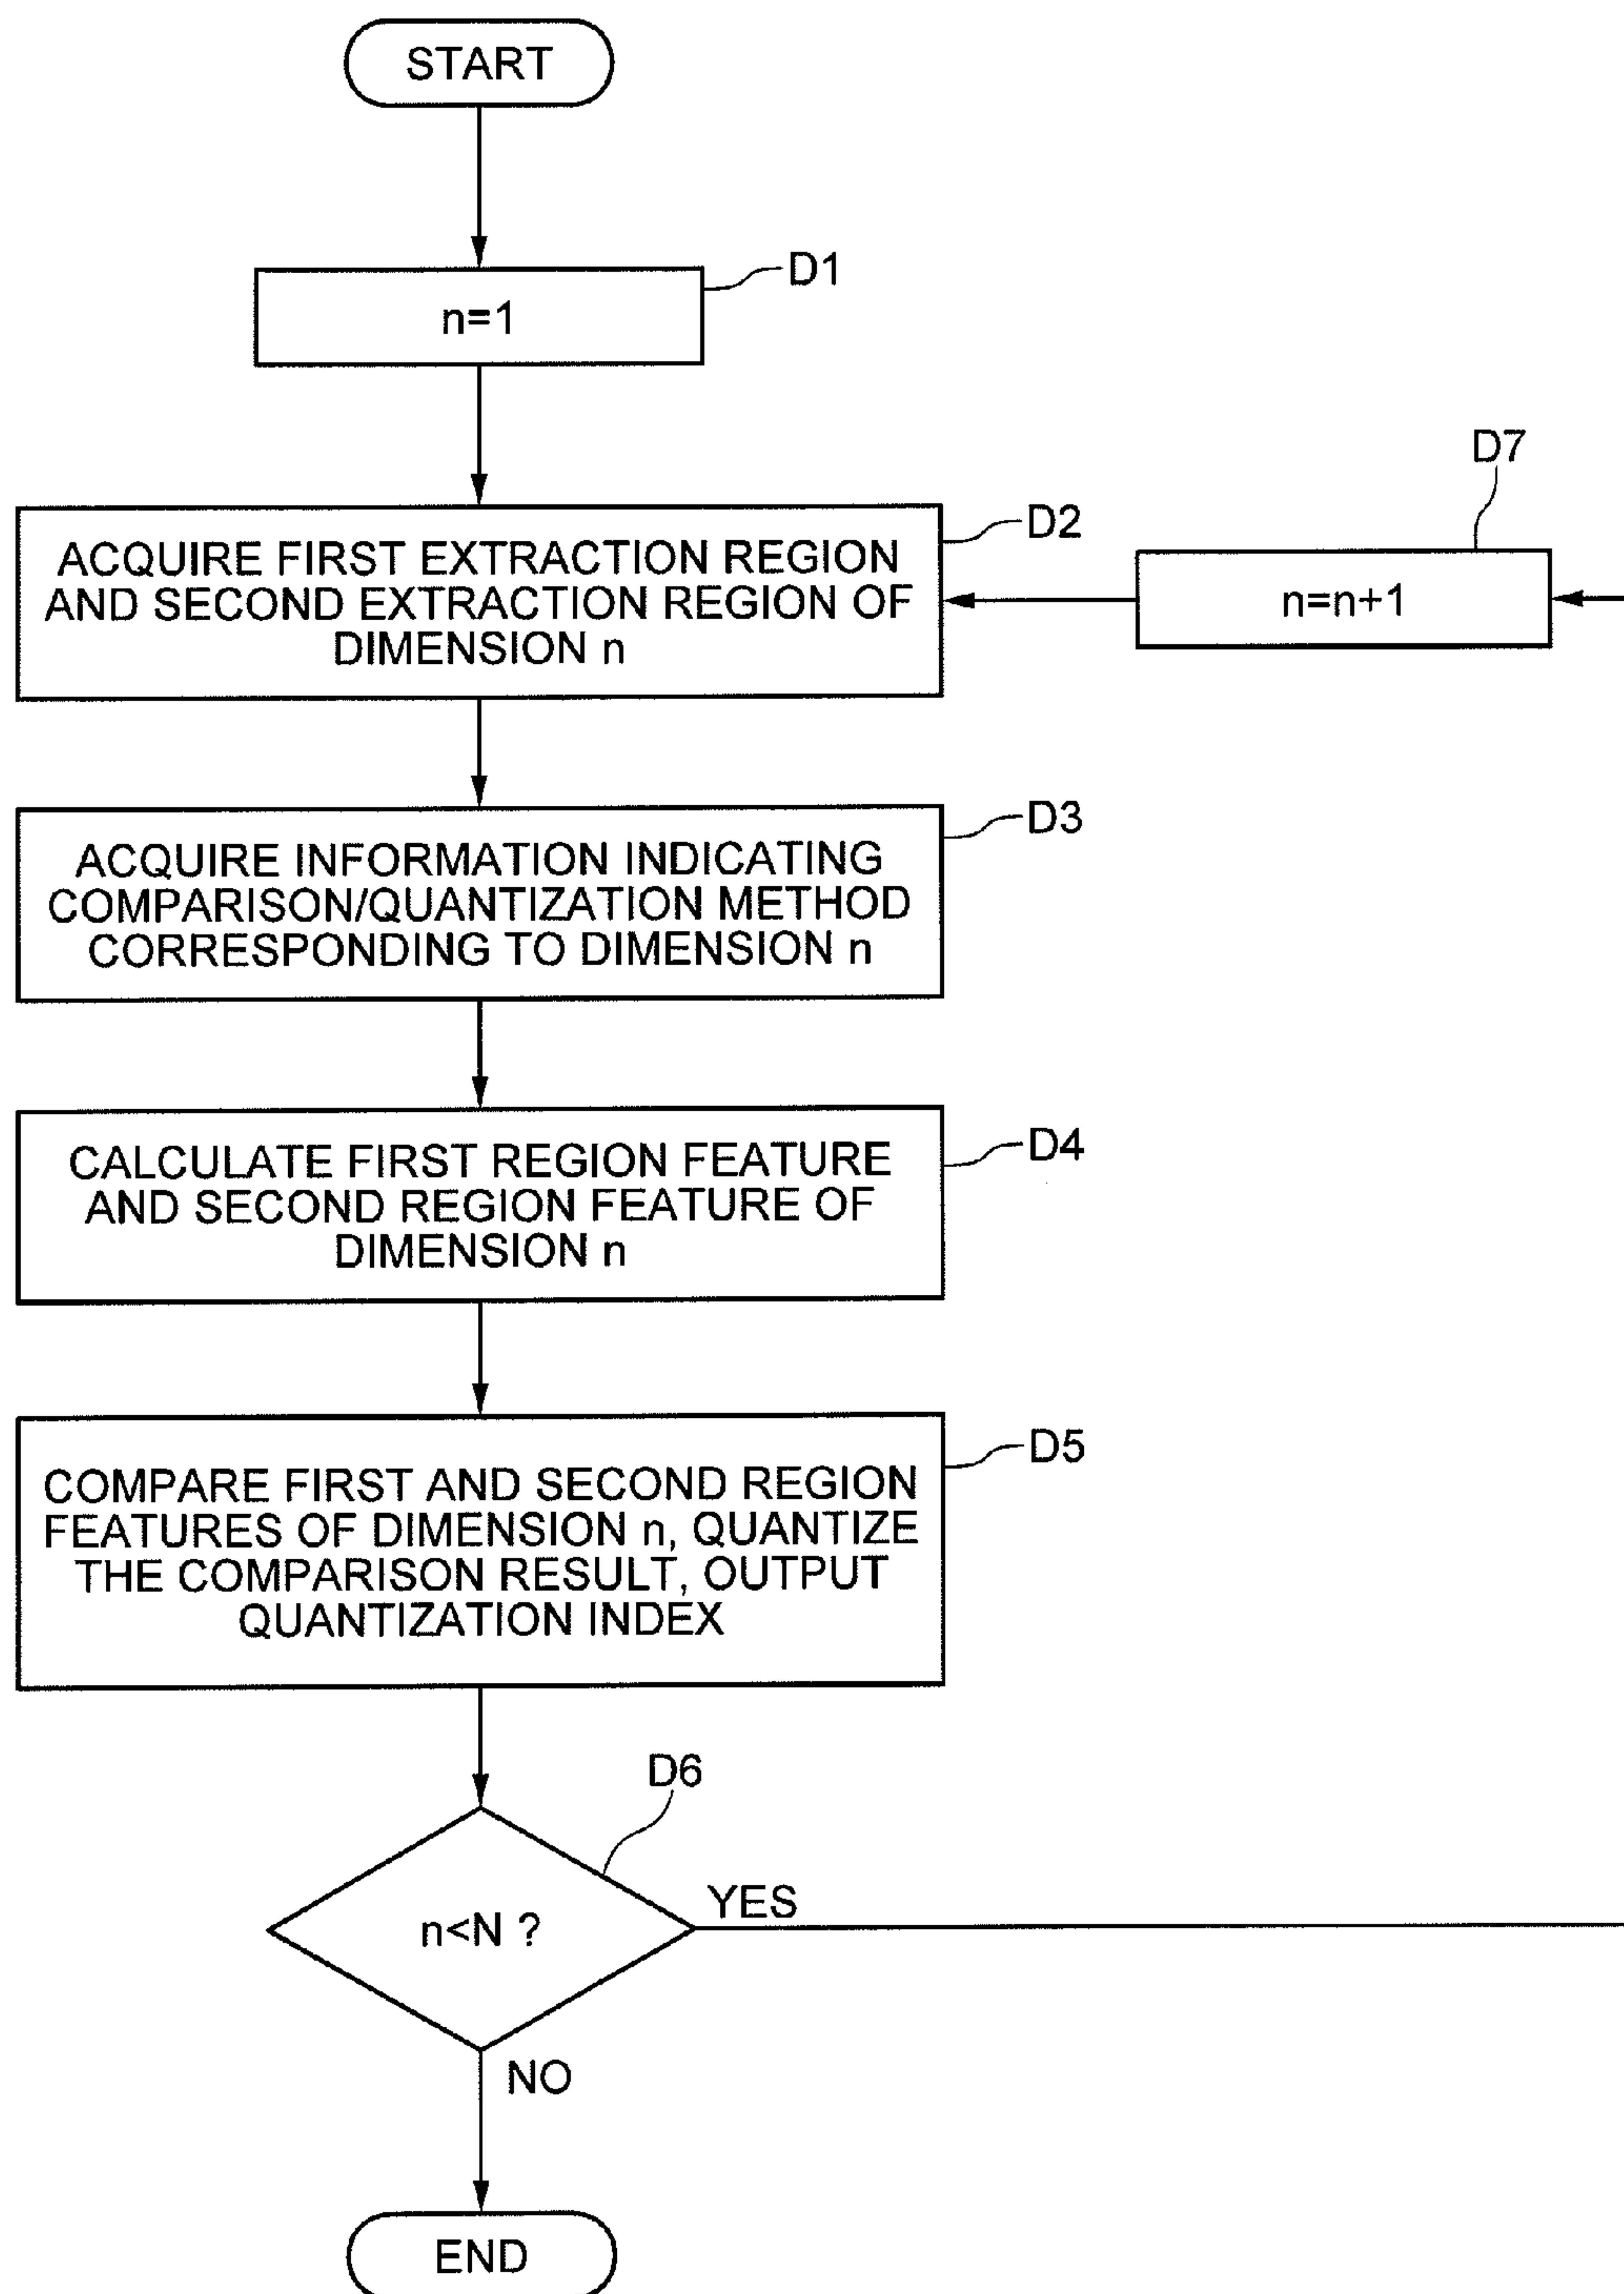 START
D1
n=1
D7
D2
ACQUIRE FIRST EXTRACTION REGION
AND SECOND EXTRACTION REGION OF
DIMENSION n
n=n+1
D3
ACQUIRE INFORMATION INDICATING
COMPARISON/QUANTIZATION METHOD
CORRESPONDING TO DIMENSION n
D4
CALCULATE FIRST REGION FEATURE
AND SECOND REGION FEATURE OF
DIMENSION n
D5
COMPARE FIRST AND SECOND REGION
FEATURES OF DIMENSION n, QUANTIZE
THE COMPARISON RESULT, OUTPUT
QUANTIZATION INDEX
D6
n<N ?
YES
NO
END